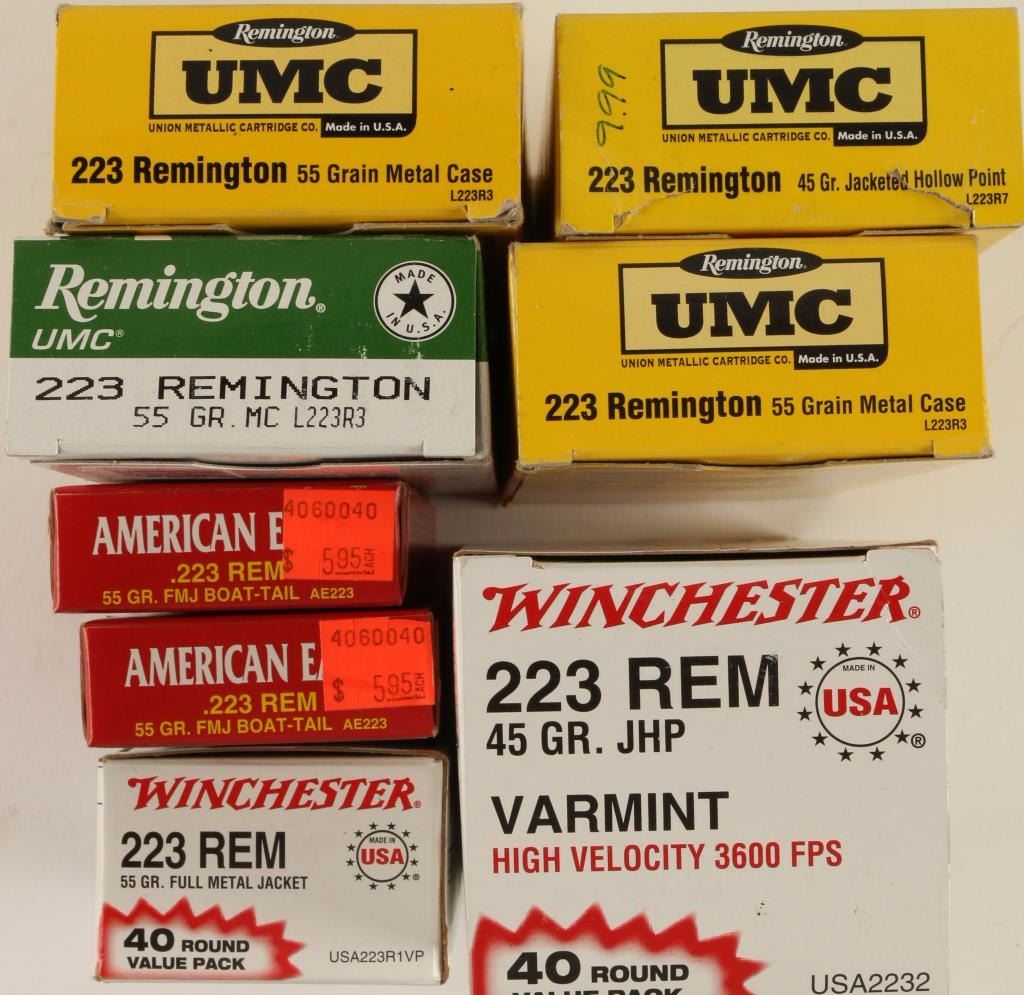 Remington
UMC
UNION METALLIC CARTRIDGE CO. Made in U.S.A.
223 Remington 55 Grain Metal Case
L223R3
9.99
Remington
UMC
UNION METALLIC CARTRIDGE CO. Made in U.S.A.
223 Remington 45 Gr. Jacketed Hollow Point
L223R7
Remington®
UMC®
MADE IN U.S.A.
223 REMINGTON
55 GR. MC L223R3
Remington®
UMC
UNION METALLIC CARTRIDGE CO. Made in U.S.A.
223 Remington 55 Grain Metal Case
L223R3
AMERICAN E
.223 REM
55 GR. FMJ BOAT-TAIL AE223
4060040
$ 5.95 EACH
AMERICAN EA
.223 REM
55 GR. FMJ BOAT-TAIL AE223
4060040
$ 5.95 EACH
WINCHESTER®
223 REM
55 GR. FULL METAL JACKET
MADE IN
USA®
40 ROUND
VALUE PACK
USA223R1VP
WINCHESTER®
223 REM
45 GR. JHP
MADE IN
USA®
VARMINT
HIGH VELOCITY 3600 FPS
40 ROUND
VALUE PACK
USA2232